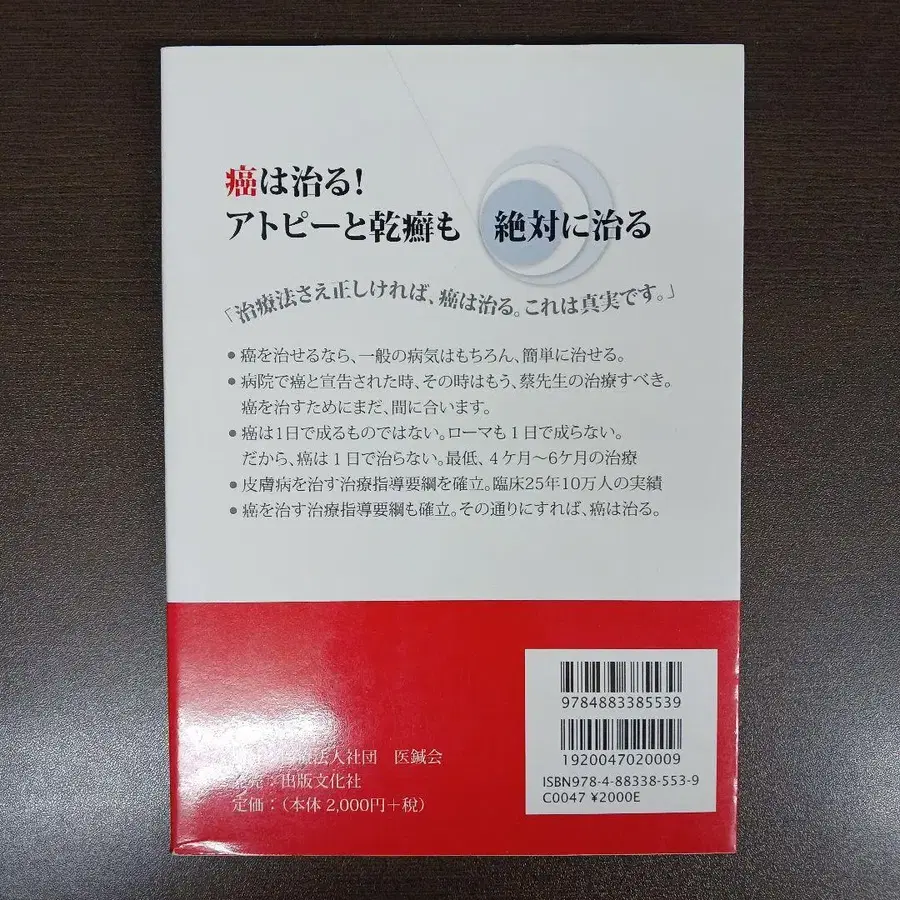 癌は治る!
アトピーと乾癬も 絶対に治る
「治療法さえ正しければ、癌は治る。これは真実です。」
● 癌を治せるなら、一般の病気はもちろん、簡単に治せる。
● 病院で癌と宣告された時、その時はもう、蔡先生の治療すべき。
癌を治すためにまだ、間に合います。
● 癌は1日で成るものではない。ローマも1日で成らない。
だから、癌は1日で治らない。最低、4ケ月〜6ケ月の治療
● 皮膚病を治す治療指導要綱を確立。臨床25年10万人の実績
● 癌を治す治療指導要綱も確立。その通りにすれば、癌は治る。
9784883385539
1920047020009
ISBN978-4-88338-553-9
C0047 ¥2000E
法人社団 医鍼会
:出版文化社
定価:(本体 2,000円+税)